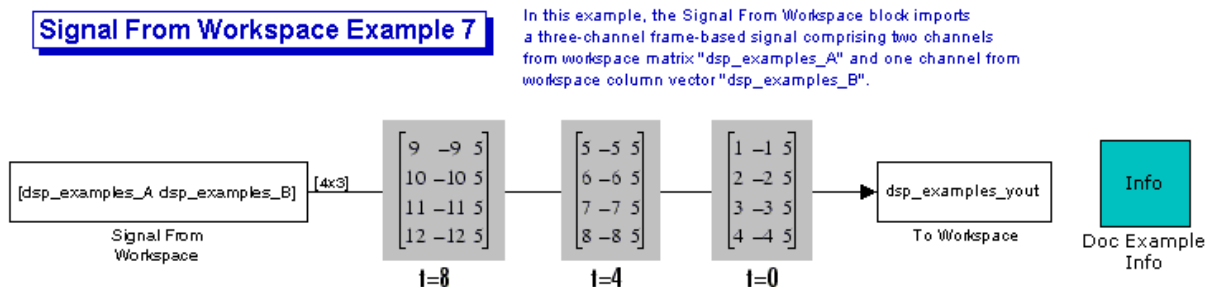 Signal From Workspace Example 7
In this example, the Signal From Workspace block imports
a three-channel frame-based signal comprising two channels
from workspace matrix "dsp_examples_A" and one channel from
workspace column vector "dsp_examples_B".
[dsp_examples_A dsp_examples_B]
Signal From
Workspace
[4x3]
9 −9 5
10 −10 5
11 −11 5
12 −12 5
t=8
5 −5 5
6 −6 5
7 −7 5
8 −8 5
t=4
1 −1 5
2 −2 5
3 −3 5
4 −4 5
t=0
dsp_examples_yout
To Workspace
Info
Doc Example
Info